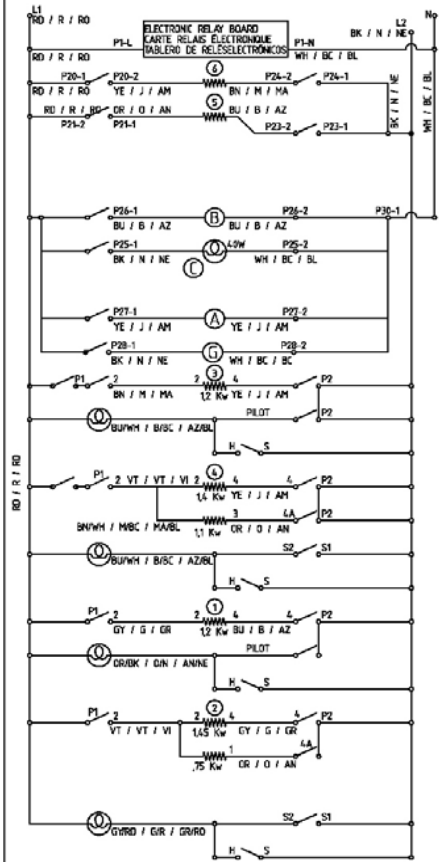 L1
RD / R / RO
L2
N
BK / N / NE
ELECTRONIC RELAY BOARD
CARTE RELAIS ÉLECTRONIQUE
TABLERO DE RELÉSELECTRÓNICOS
P1-L
P1-N
RD / R / RO
WH / BC / BL
P20-1
P20-2
6
P24-2
P24-1
RD / R / RO
YE / J / AM
BN / M / MA
5
RD / R / RO
OR / O / AN
BU / B / AZ
P21-2
P21-1
P23-2
P23-1
BK / N / NE
WH / BC / BL
P26-1
B
P26-2
P30-1
BU / B / AZ
BU / B / AZ
P25-1
40W
P25-2
BK / N / NE
C
WH / BC / BL
P27-1
A
P27-2
YE / J / AM
YE / J / AM
P28-1
G
P28-2
BK / N / NE
WH / BC / BC
3
P1
2
2
4
P2
BN / M / MA
1,2 Kw
YE / J / AM
PILOT
P2
BU/WH / B/BC / AZ/BL
H
S
RD / R / RO
4
P1
2
VT / VT / VI
2
4
4
P2
1,4 Kw
YE / J / AM
3
4A
P2
BN/WH / M/BC / MA/BL
1,1 Kw
OR / O / AN
S2
S1
BU/WH / B/BC / AZ/BL
H
S
1
P1
2
2
4
4
P2
GY / G / GR
1,2 Kw
BU / B / AZ
PILOT
OR/BK / O/N / AN/NE
H
S
2
P1
2
2
4
4
P2
VT / VT / VI
1,45 Kw
GY / G / GR
1
4A
,75 Kw
OR / O / AN
S2
S1
GY/RD / G/R / GR/RO
H
S